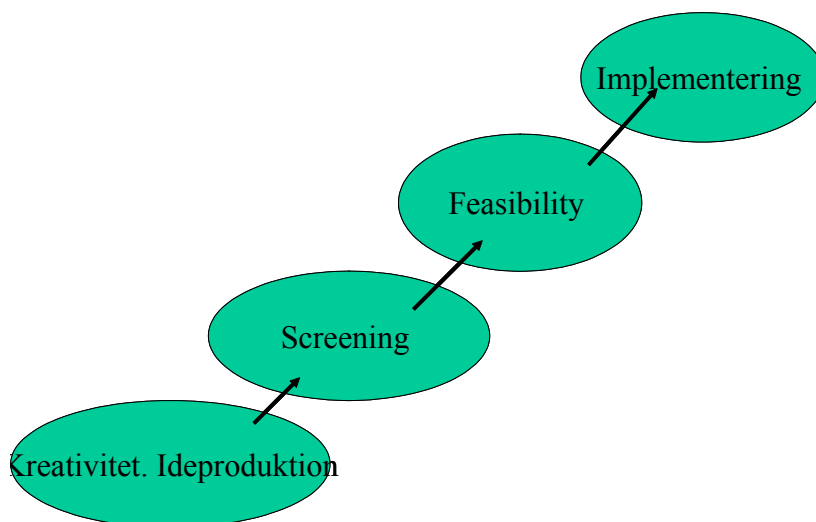 Implementering
Feasibility
Screening
Kreativitet. Ideproduktion